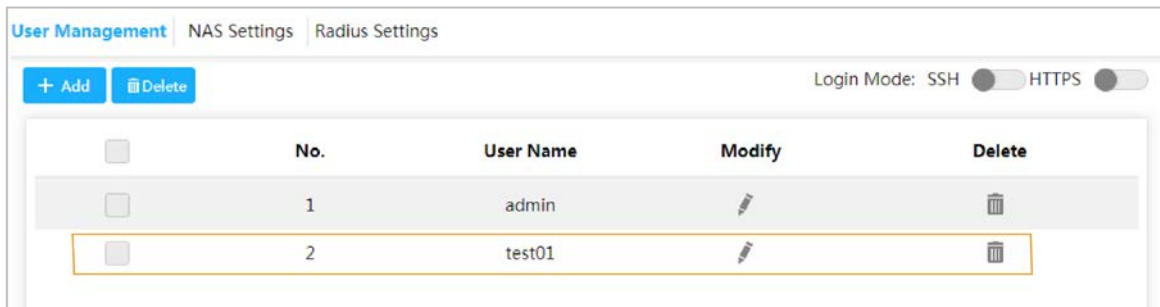 User Management NAS Settings Radius Settings
+ Add Delete Login Mode: SSH HTTPS
No. User Name Modify Delete
1 admin
2 test01